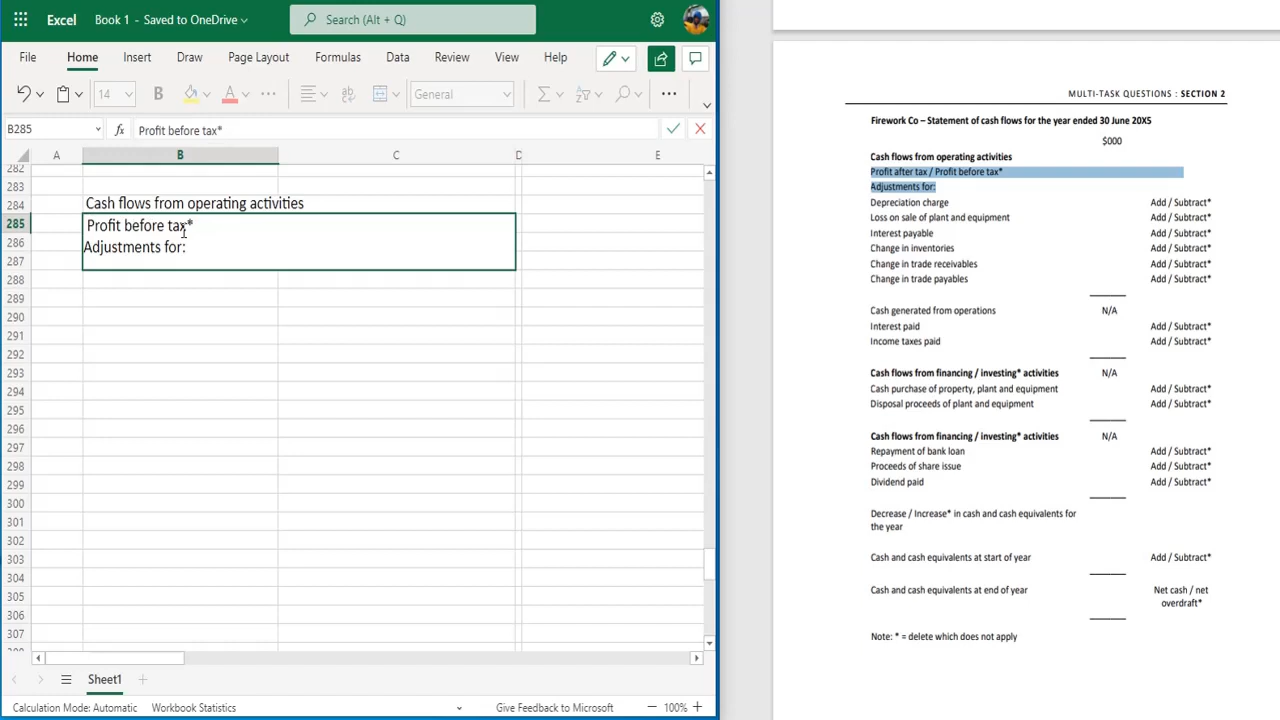 Excel Book 1 - Saved to OneDrive Search (Alt + Q)
File Home Insert Draw Page Layout Formulas Data Review View Help
14 B A General
B285 fx Profit before tax*
A B C D E
282
283
284 Cash flows from operating activities
285 Profit before tax*
286 Adjustments for:
287
288
289
290
291
292
293
294
295
296
297
298
299
300
301
302
303
304
305
306
307
Sheet1
Calculation Mode: Automatic Workbook Statistics Give Feedback to Microsoft 100%
MULTI-TASK QUESTIONS : SECTION 2
Firework Co – Statement of cash flows for the year ended 30 June 20X5
$000
Cash flows from operating activities
Profit after tax / Profit before tax*
Adjustments for:
Depreciation charge Add / Subtract*
Loss on sale of plant and equipment Add / Subtract*
Interest payable Add / Subtract*
Change in inventories Add / Subtract*
Change in trade receivables Add / Subtract*
Change in trade payables Add / Subtract*
Cash generated from operations N/A
Interest paid Add / Subtract*
Income taxes paid Add / Subtract*
Cash flows from financing / investing* activities N/A
Cash purchase of property, plant and equipment Add / Subtract*
Disposal proceeds of plant and equipment Add / Subtract*
Cash flows from financing / investing* activities N/A
Repayment of bank loan Add / Subtract*
Proceeds of share issue Add / Subtract*
Dividend paid Add / Subtract*
Decrease / Increase* in cash and cash equivalents for
the year
Cash and cash equivalents at start of year Add / Subtract*
Cash and cash equivalents at end of year Net cash / net
overdraft*
Note: * = delete which does not apply